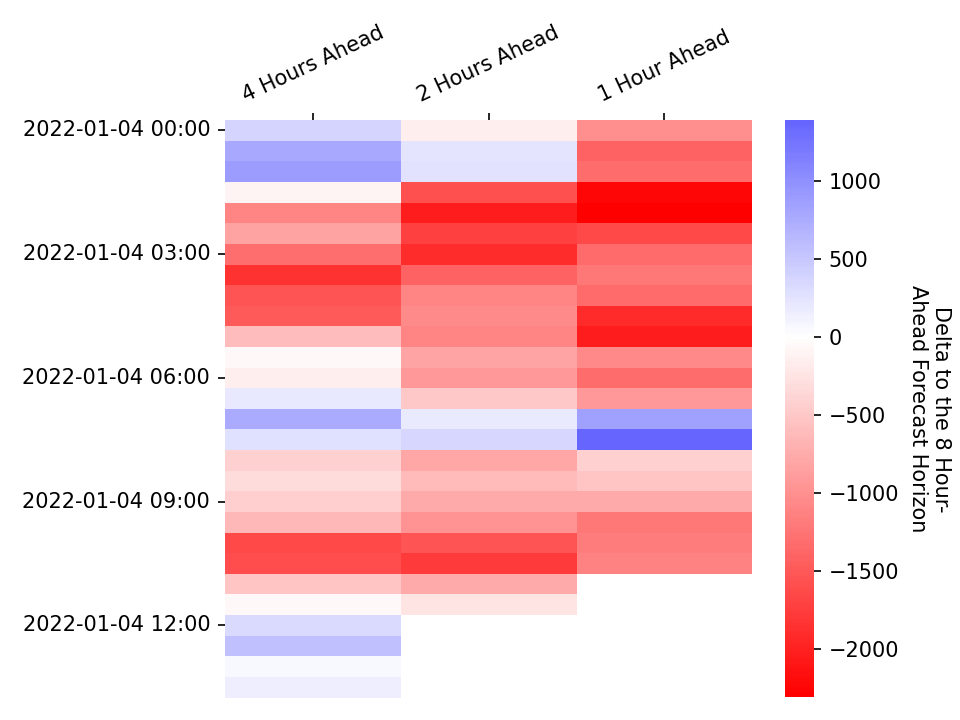 4 Hours Ahead
2 Hours Ahead
1 Hour Ahead
2022-01-04 00:00
2022-01-04 03:00
2022-01-04 06:00
2022-01-04 09:00
2022-01-04 12:00
1000
500
0
−500
−1000
−1500
−2000
Delta to the 8 Hour-
Ahead Forecast Horizon